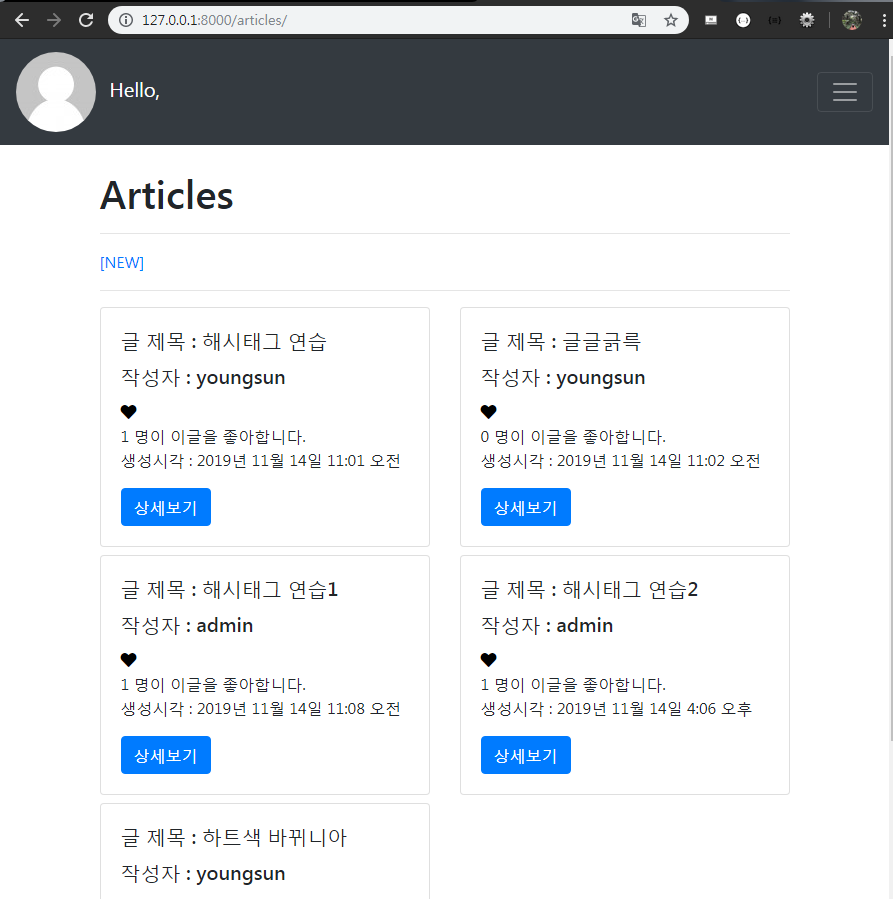 127.0.0.1:8000/articles/
Hello,
Articles
[NEW]
글 제목 : 해시태그 연습
작성자 : youngsun
1 명이 이글을 좋아합니다.
생성시각 : 2019년 11월 14일 11:01 오전
상세보기
글 제목 : 글글긁륵
작성자 : youngsun
0 명이 이글을 좋아합니다.
생성시각 : 2019년 11월 14일 11:02 오전
상세보기
글 제목 : 해시태그 연습1
작성자 : admin
1 명이 이글을 좋아합니다.
생성시각 : 2019년 11월 14일 11:08 오전
상세보기
글 제목 : 해시태그 연습2
작성자 : admin
1 명이 이글을 좋아합니다.
생성시각 : 2019년 11월 14일 4:06 오후
상세보기
글 제목 : 하트색 바뀌니아
작성자 : youngsun